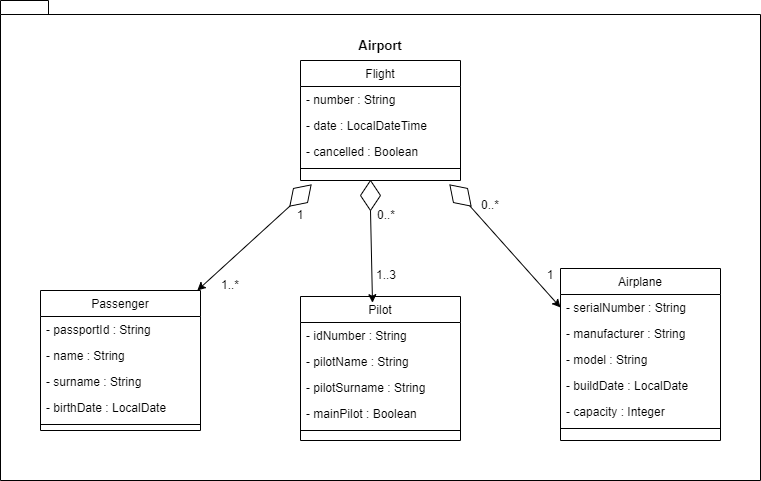 Airport
Flight
- number : String
- date : LocalDateTime
- cancelled : Boolean
1
0..*
0..*
1..*
1..3
1
Passenger
- passportId : String
- name : String
- surname : String
- birthDate : LocalDate
Pilot
- idNumber : String
- pilotName : String
- pilotSurname : String
- mainPilot : Boolean
Airplane
- serialNumber : String
- manufacturer : String
- model : String
- buildDate : LocalDate
- capacity : Integer